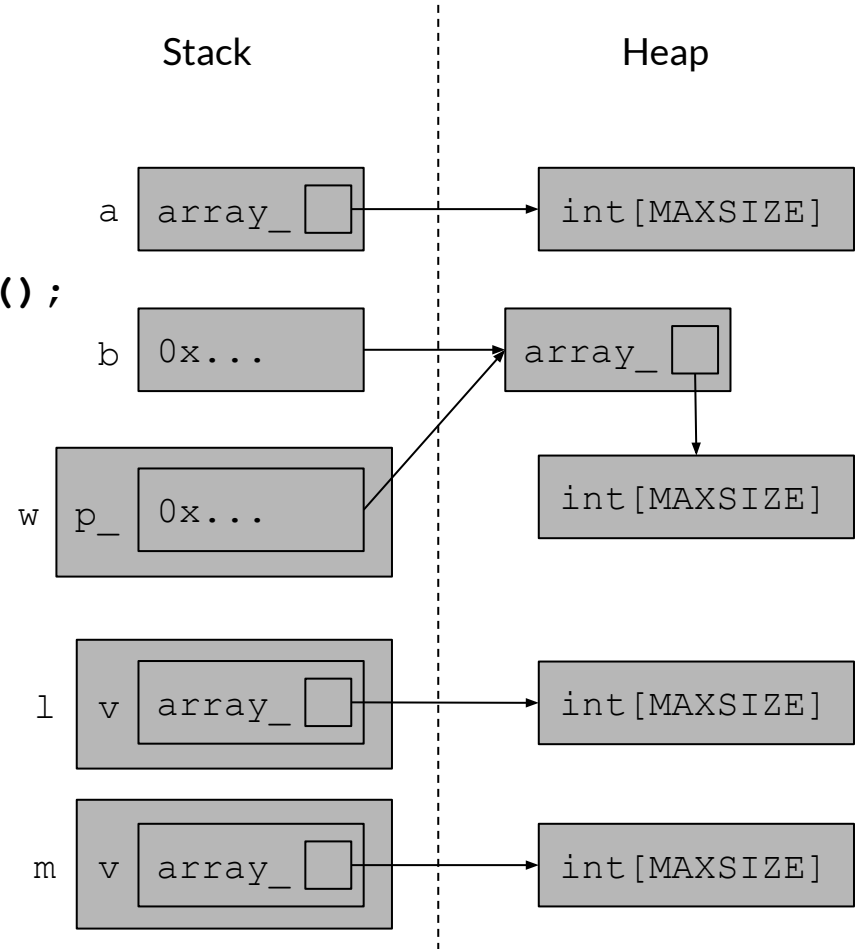 Stack Heap
a array_ int[MAXSIZE]
();
b 0x... array_
w p_ 0x... int[MAXSIZE]
l v array_ int[MAXSIZE]
m v array_ int[MAXSIZE]